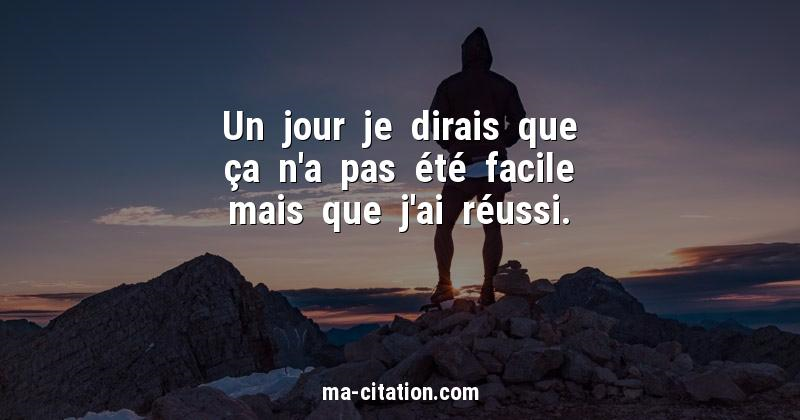 Un jour je dirais que
ça n'a pas été facile
mais que j'ai réussi.
ma-citation.com